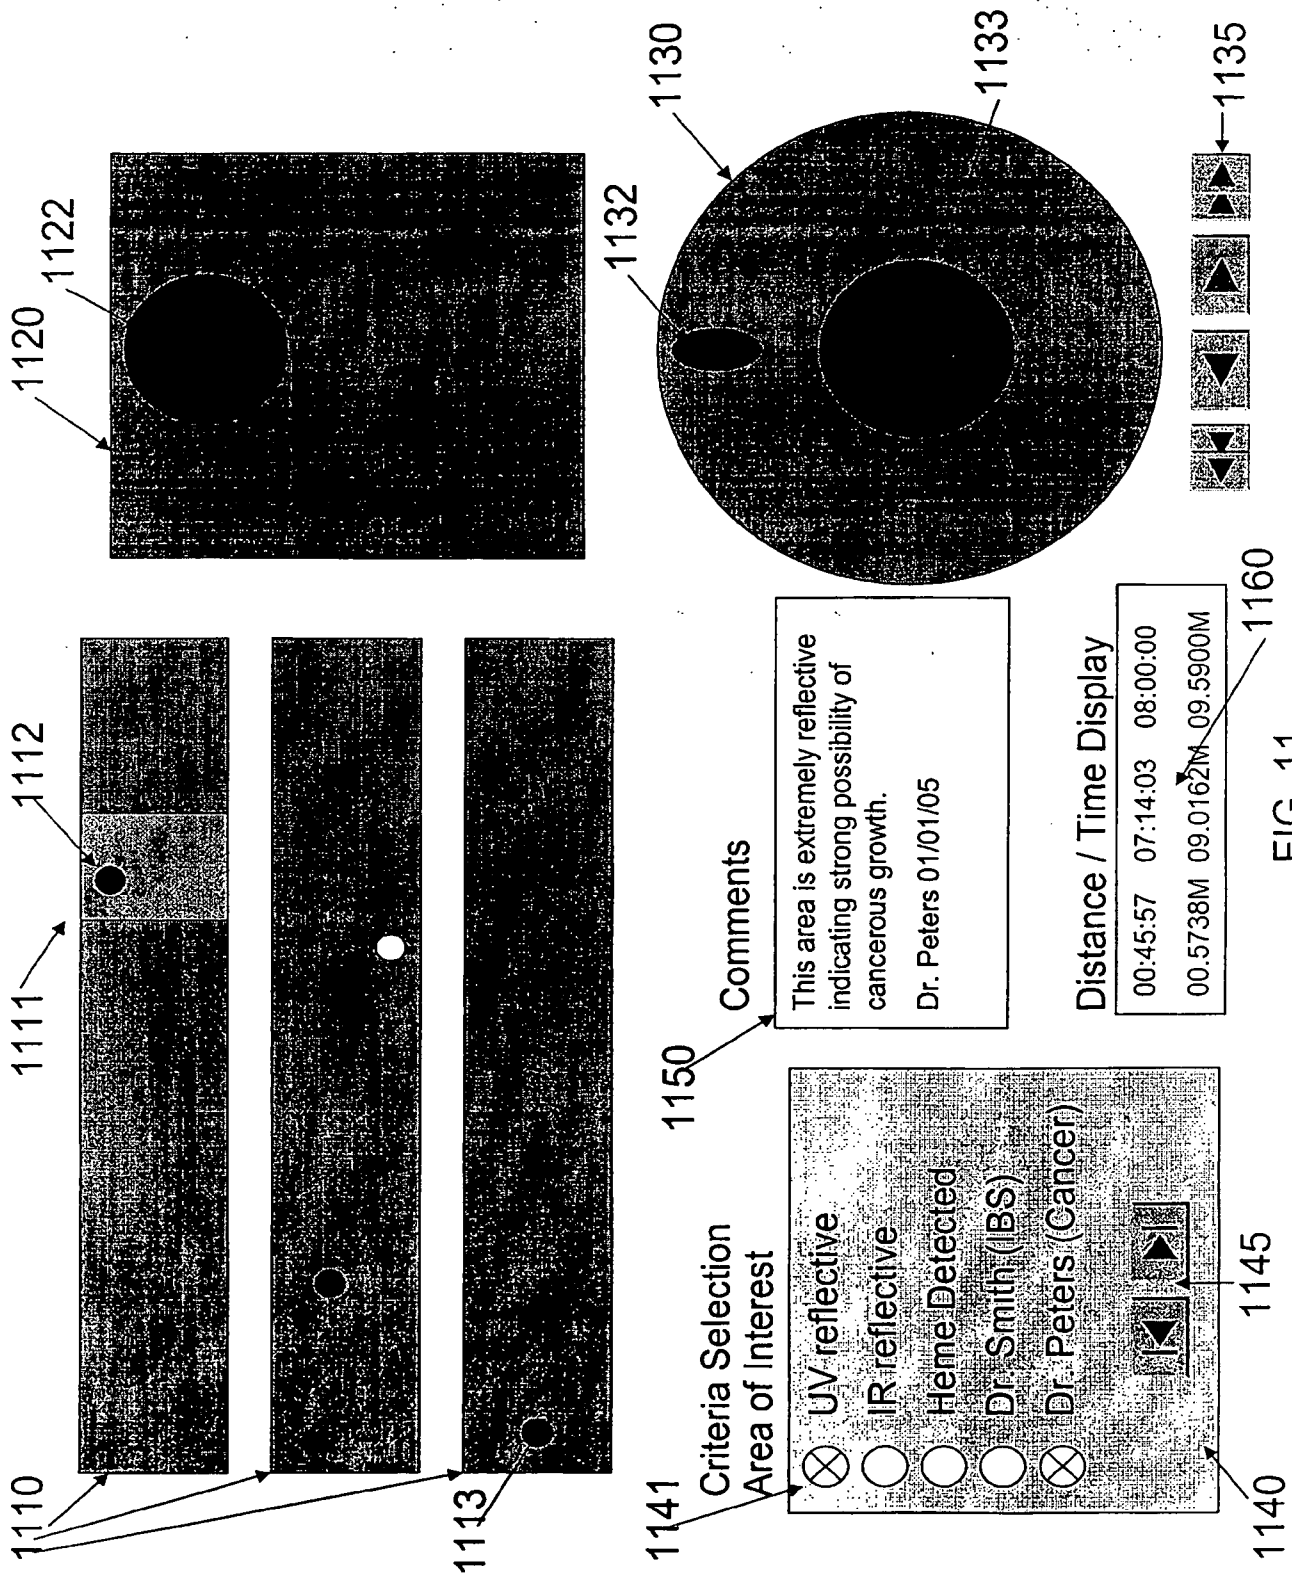 1110
1111
1112
1113
1120
1122
1141
Criteria Selection
Area of Interest
UV reflective
IR reflective
Heme Detected
Dr. Smith (IBS)
Dr. Peters (Cancer)
1140
1145
1150
Comments
This area is extremely reflective
indicating strong possibility of
cancerous growth.
Dr. Peters 01/01/05
Distance / Time Display
00:45:57 07:14:03 08:00:00
00.5738M 09.0162M 09.5900M
1160
1130
1132
1133
1135
FIG. 11